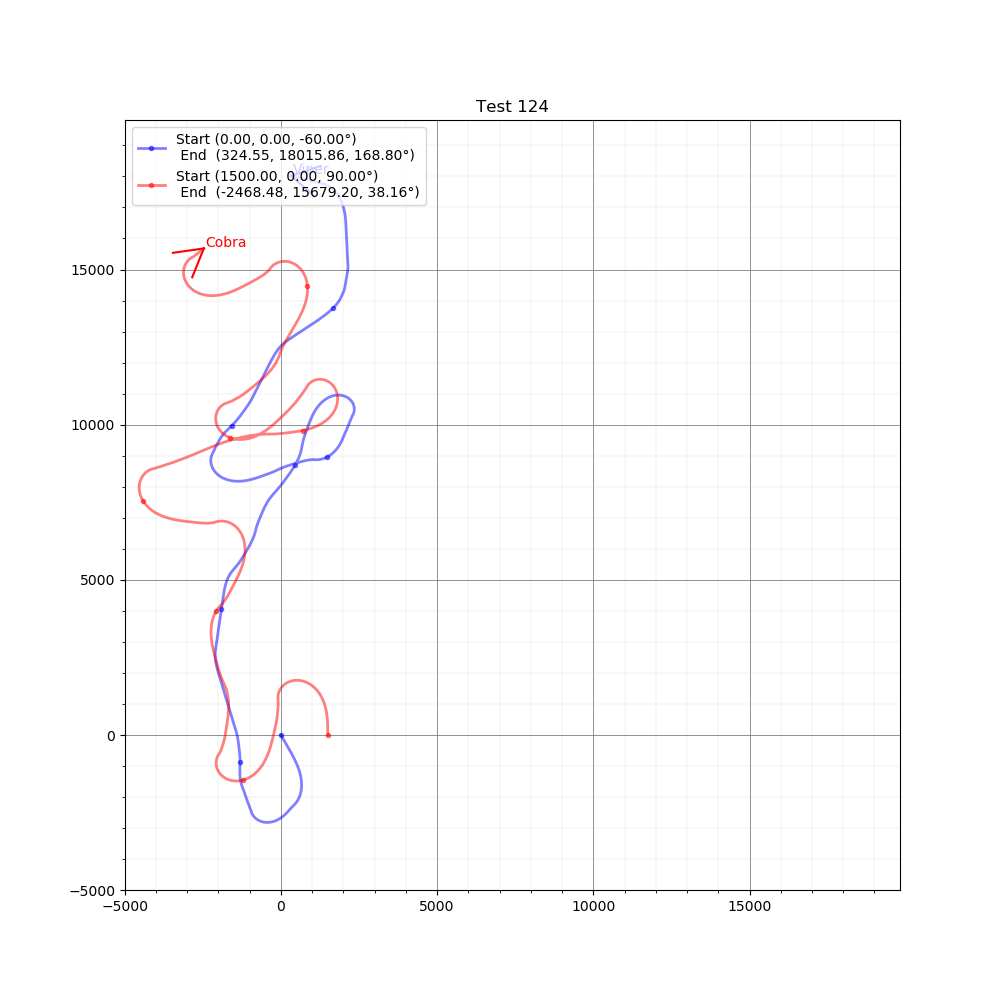 Test 124
Start (0.00, 0.00, -60.00°)
End (324.55, 18015.86, 168.80°)
Start (1500.00, 0.00, 90.00°)
End (-2468.48, 15679.20, 38.16°)
Viper
Cobra
15000
10000
5000
0
−5000
−5000
0
5000
10000
15000